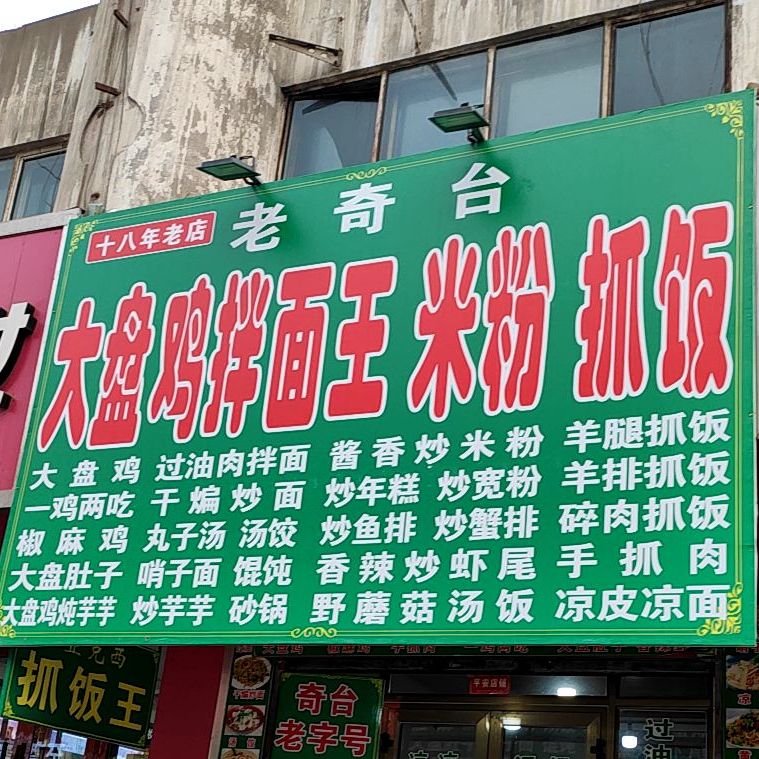 十八年老店 老奇台
大盘鸡拌面王 米粉 抓饭
大盘鸡 过油肉拌面 酱香炒米粉 羊腿抓饭
一鸡两吃 干煸炒面 炒年糕 炒宽粉 羊排抓饭
椒麻鸡 丸子汤 汤饺 炒鱼排 炒蟹排 碎肉抓饭
大盘肚子 哨子面 馄饨 香辣炒虾尾 手抓肉
大盘鸡炖芋芋 炒芋芋 砂锅 野蘑菇汤饭 凉皮凉面
抓饭王
平安店铺
奇台
老字号
过油